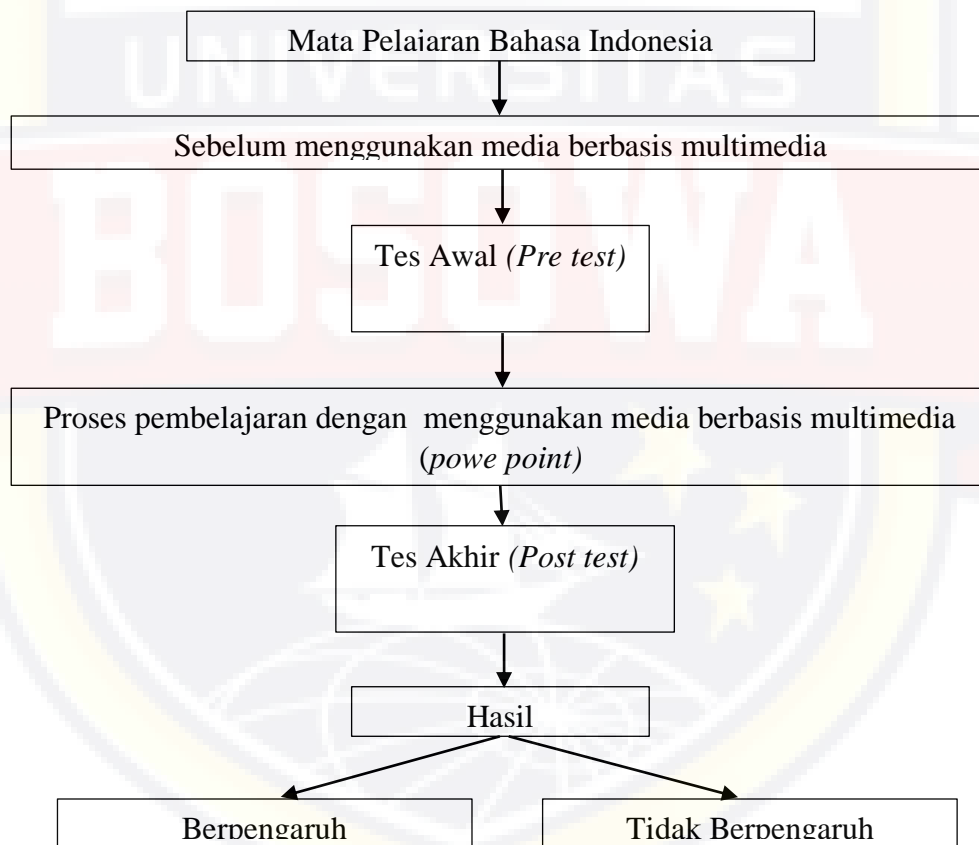 UNIVERSITAS
BOSOWA
Mata Pelajaran Bahasa Indonesia
Sebelum menggunakan media berbasis multimedia
Tes Awal (Pre test)
Proses pembelajaran dengan menggunakan media berbasis multimedia
(powe point)
Tes Akhir (Post test)
Hasil
Berpengaruh
Tidak Berpengaruh